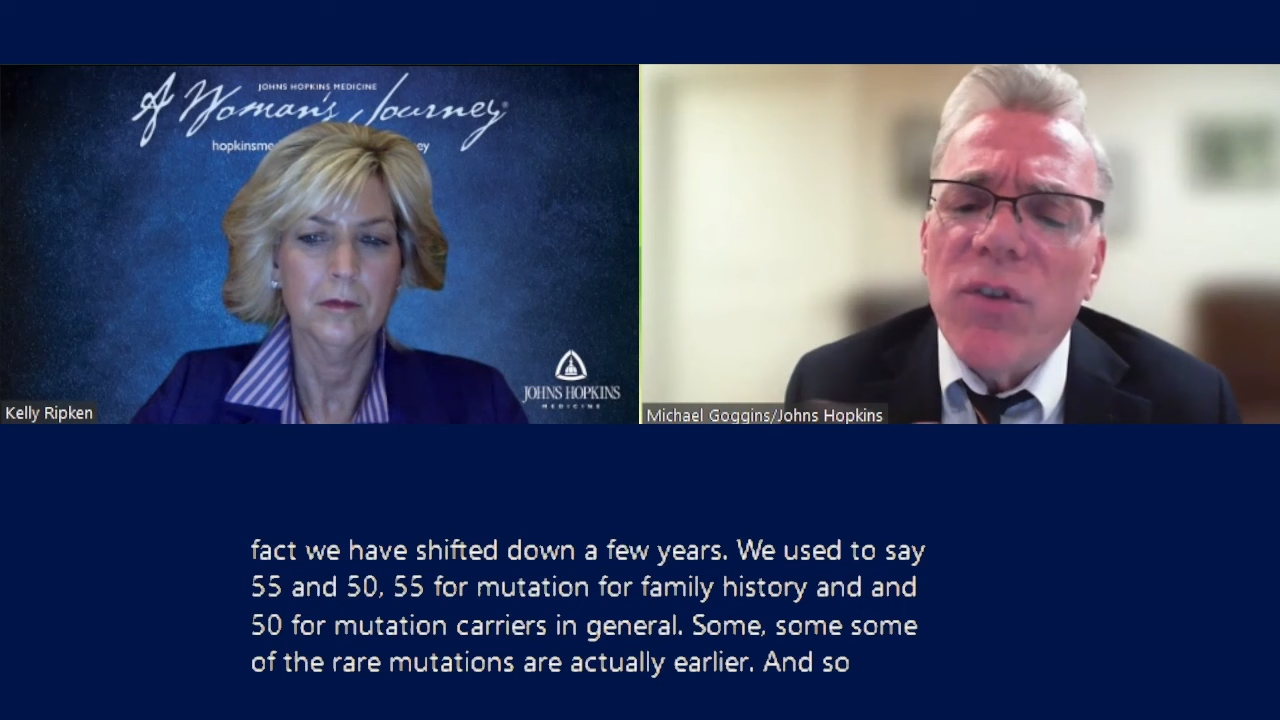 JOHNS HOPKINS MEDICINE
A Woman's Journey®
hopkinsme
ey
JOHNS HOPKINS
MEDICINE
Kelly Ripken
Michael Goggins/Johns Hopkins
fact we have shifted down a few years. We used to say
55 and 50, 55 for mutation for family history and and
50 for mutation carriers in general. Some, some some
of the rare mutations are actually earlier. And so